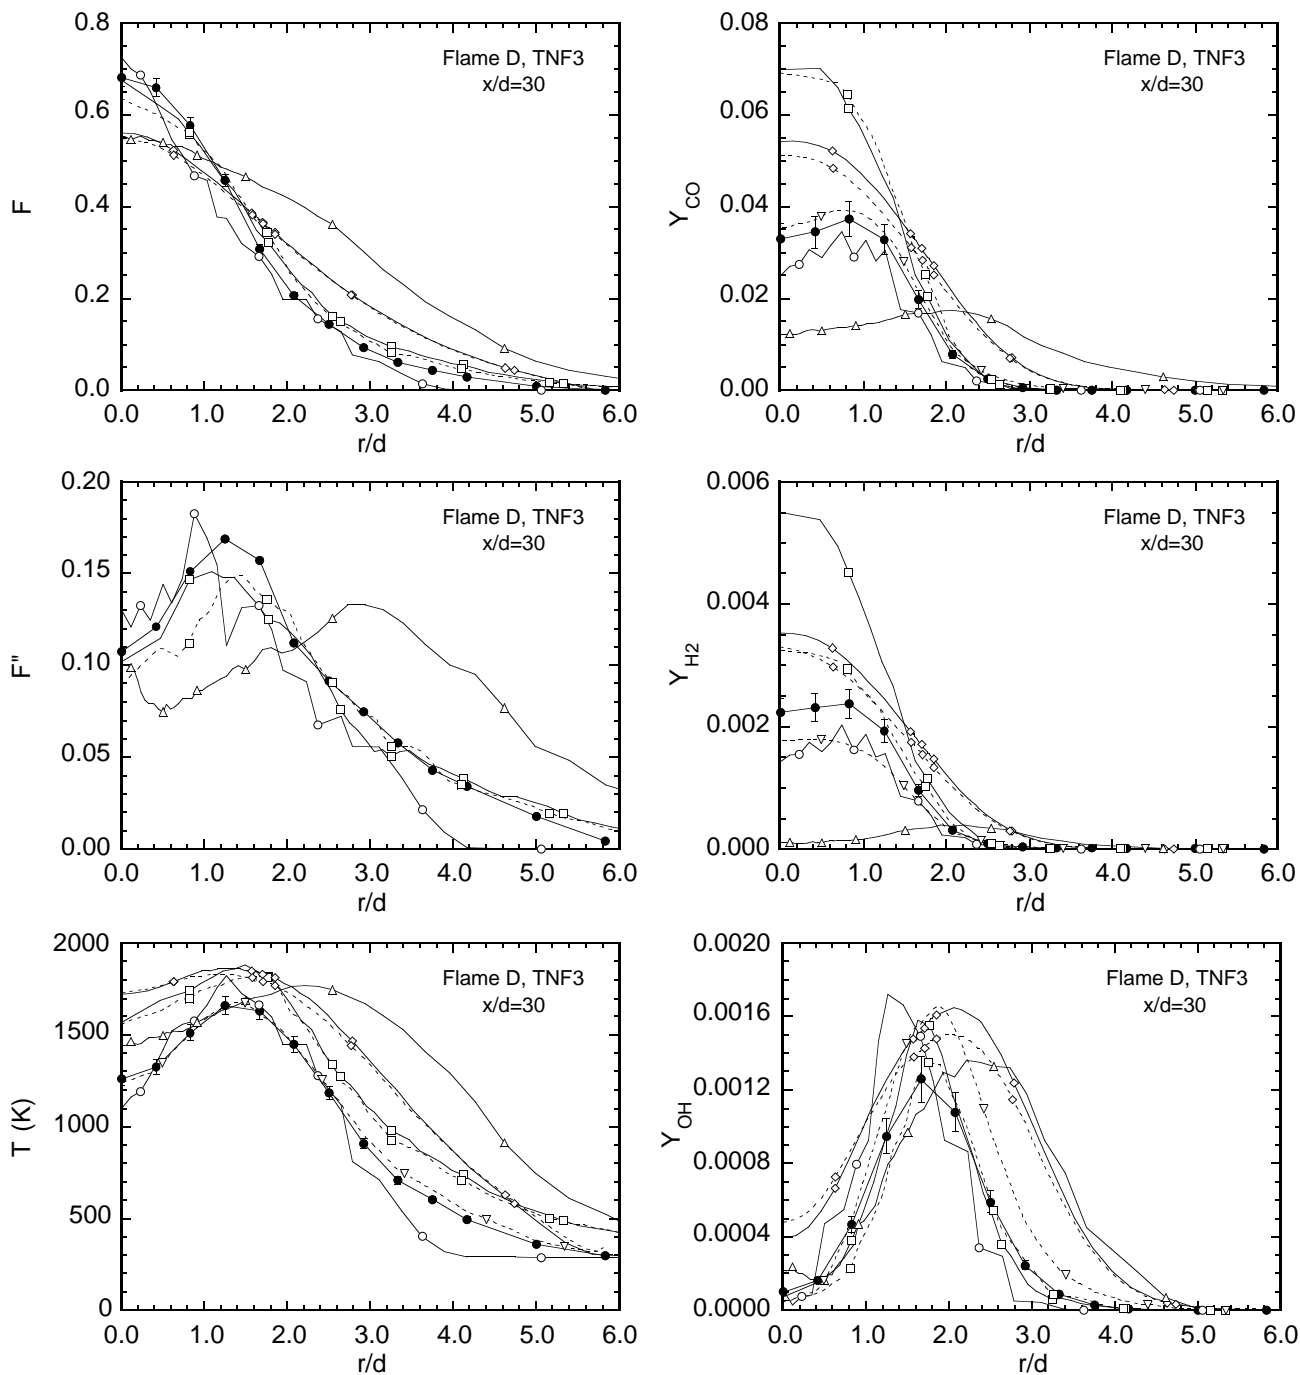 0.8
0.6
0.4
0.2
0.0
F
Flame D, TNF3
x/d=30
0.0 1.0 2.0 3.0 4.0 5.0 6.0
r/d
0.08
0.06
0.04
0.02
0.00
Y_CO
Flame D, TNF3
x/d=30
0.0 1.0 2.0 3.0 4.0 5.0 6.0
r/d
0.20
0.15
0.10
0.05
0.00
F"
Flame D, TNF3
x/d=30
0.0 1.0 2.0 3.0 4.0 5.0 6.0
r/d
0.006
0.004
0.002
0.000
Y_H2
Flame D, TNF3
x/d=30
0.0 1.0 2.0 3.0 4.0 5.0 6.0
r/d
2000
1500
1000
500
0
T (K)
Flame D, TNF3
x/d=30
0.0 1.0 2.0 3.0 4.0 5.0 6.0
r/d
0.0020
0.0016
0.0012
0.0008
0.0004
0.0000
Y_OH
Flame D, TNF3
x/d=30
0.0 1.0 2.0 3.0 4.0 5.0 6.0
r/d